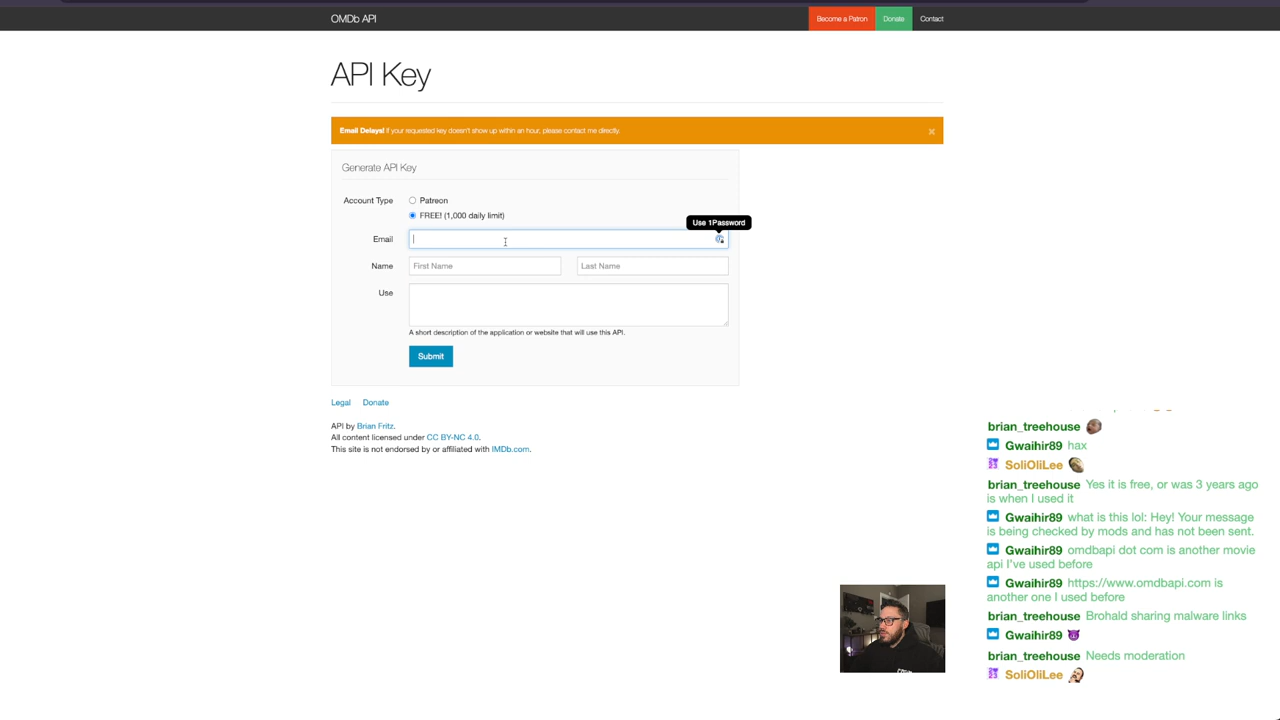 OMDb API
Become a Patron
Donate
Contact
API Key
Email Delays! If your requested key doesn't show up within an hour, please contact me directly.
×
Generate API Key
Account Type
Patreon
FREE! (1,000 daily limit)
Use 1Password
Email
Name
First Name
Last Name
Use
A short description of the application or website that will use this API.
Submit
Legal
Donate
API by Brian Fritz.
All content licensed under CC BY-NC 4.0.
This site is not endorsed by or affiliated with IMDb.com.
brian_treehouse
Gwaihir89 hax
SoliOliLee
brian_treehouse Yes it is free, or was 3 years ago
is when I used it
Gwaihir89 what is this lol: Hey! Your message
is being checked by mods and has not been sent.
Gwaihir89 omdbapi dot com is another movie
api I've used before
Gwaihir89 https://www.omdbapi.com is
another one I used before
brian_treehouse Brohald sharing malware links
Gwaihir89
brian_treehouse Needs moderation
SoliOliLee